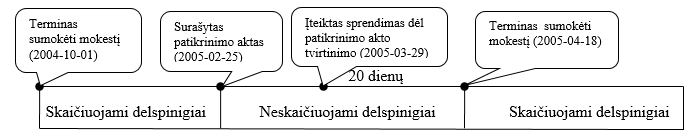 Terminas
sumokėti mokestį
(2004-10-01)
Surašytas
patikrinimo aktas
(2005-02-25)
Įteiktas sprendimas dėl
patikrinimo akto
tvirtinimo (2005-03-29)
Terminas sumokėti
mokestį (2005-04-18)
20 dienų
Skaičiuojami delspinigiai
Neskaičiuojami delspinigiai
Skaičiuojami delspinigiai